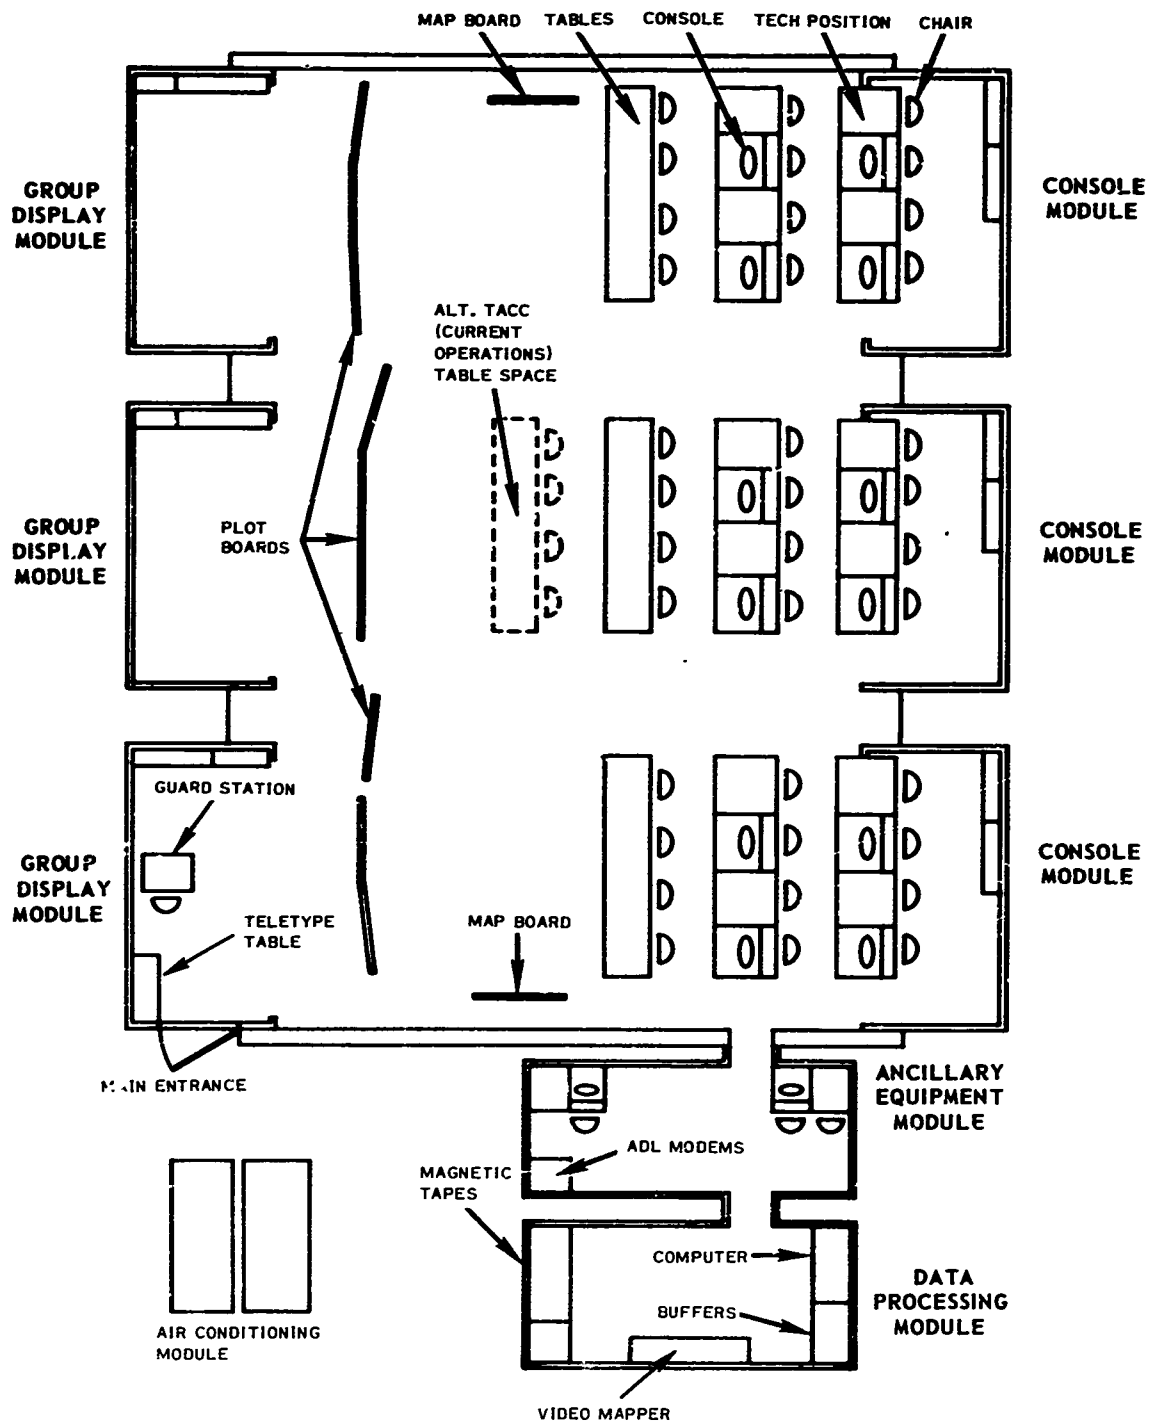 MAP BOARD TABLES CONSOLE TECH POSITION CHAIR
GROUP
DISPLAY
MODULE
CONSOLE
MODULE
ALT. TACC
(CURRENT
OPERATIONS)
TABLE SPACE
GROUP
DISPLAY
MODULE
PLOT
BOARDS
CONSOLE
MODULE
GUARD STATION
GROUP
DISPLAY
MODULE
TELETYPE
TABLE
MAP BOARD
CONSOLE
MODULE
MAIN ENTRANCE
ANCILLARY
EQUIPMENT
MODULE
ADL MODEMS
MAGNETIC
TAPES
COMPUTER
BUFFERS
DATA
PROCESSING
MODULE
AIR CONDITIONING
MODULE
VIDEO MAPPER